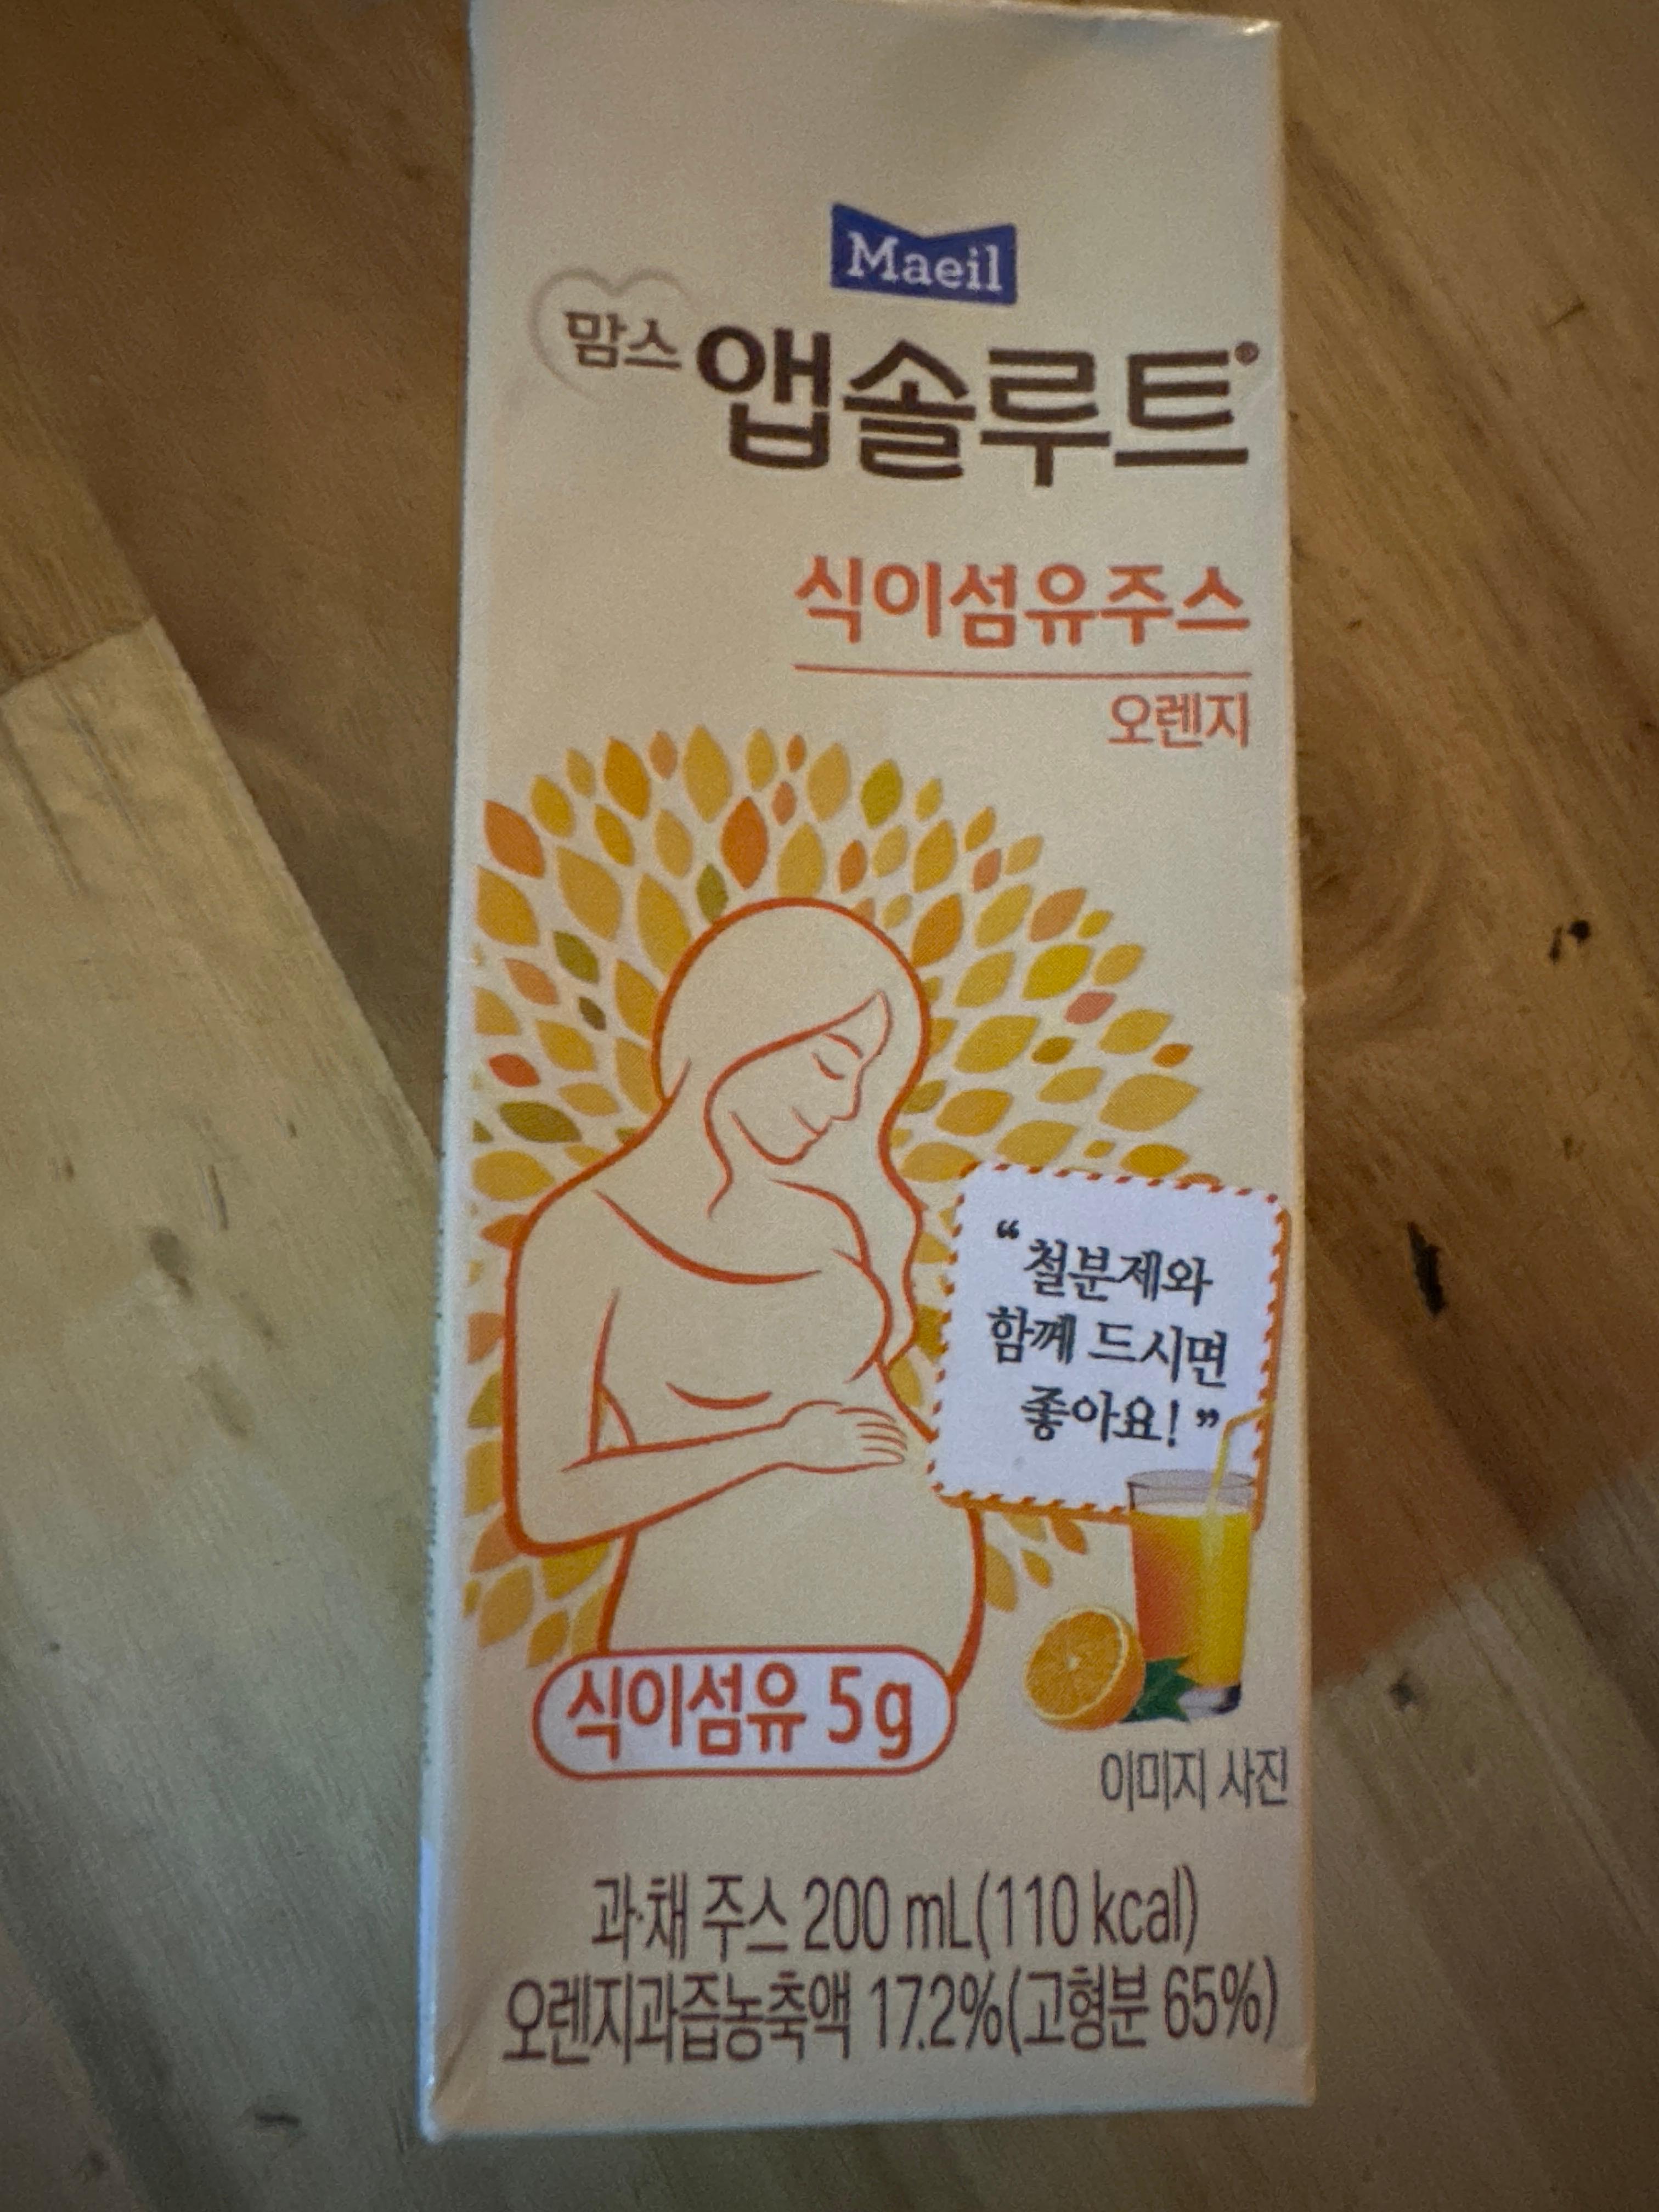 Maeil
맘스 앱솔루트®
식이섬유주스
오렌지
“철분제와
함께 드시면
좋아요!”
식이섬유 5g
이미지 사진
과·채 주스 200 mL(110 kcal)
오렌지과즙농축액 17.2%(고형분 65%)